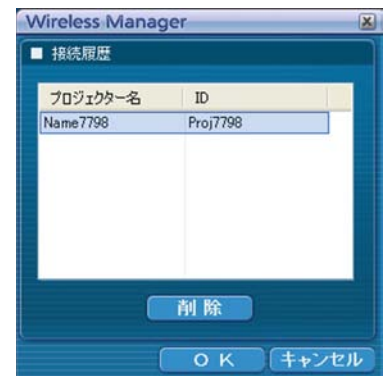 Wireless Manager
■ 接続履歴
プロジェクター名 ID
Name7798 Proj7798
削除
OK キャンセル